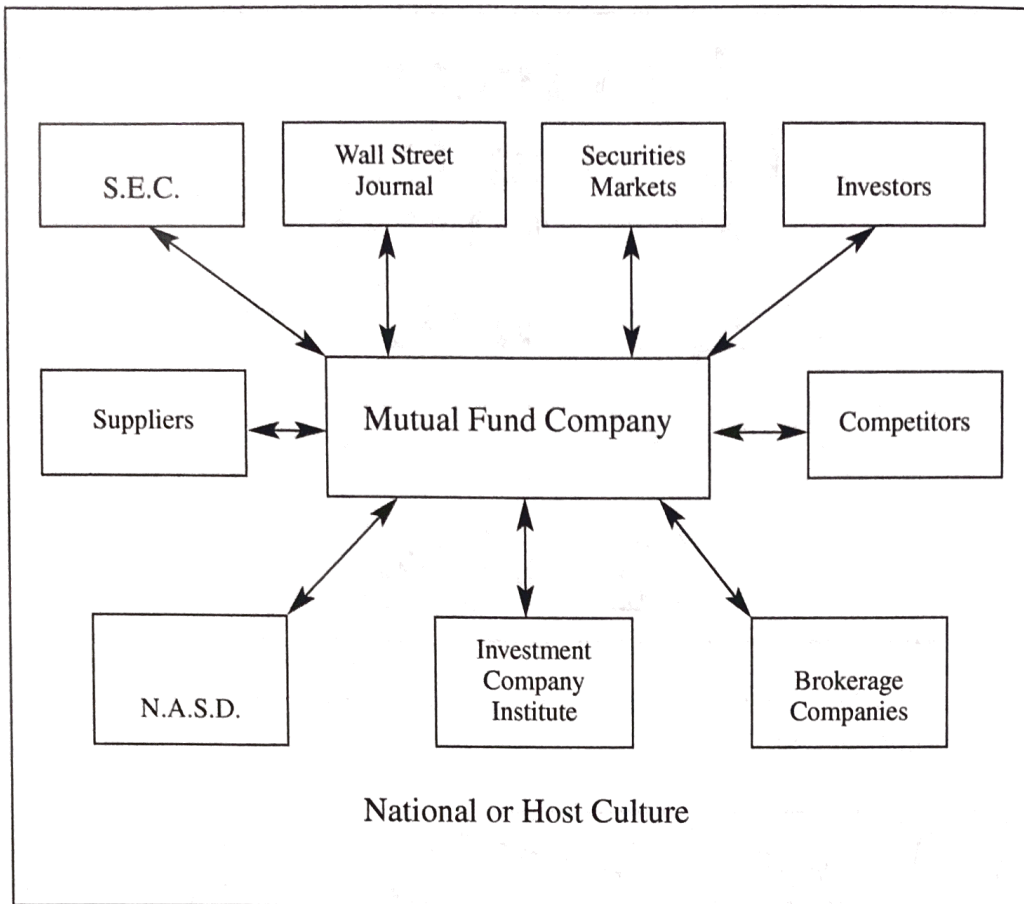 S.E.C.
Wall Street
Journal
Securities
Markets
Investors
Suppliers
Mutual Fund Company
Competitors
N.A.S.D.
Investment
Company
Institute
Brokerage
Companies
National or Host Culture